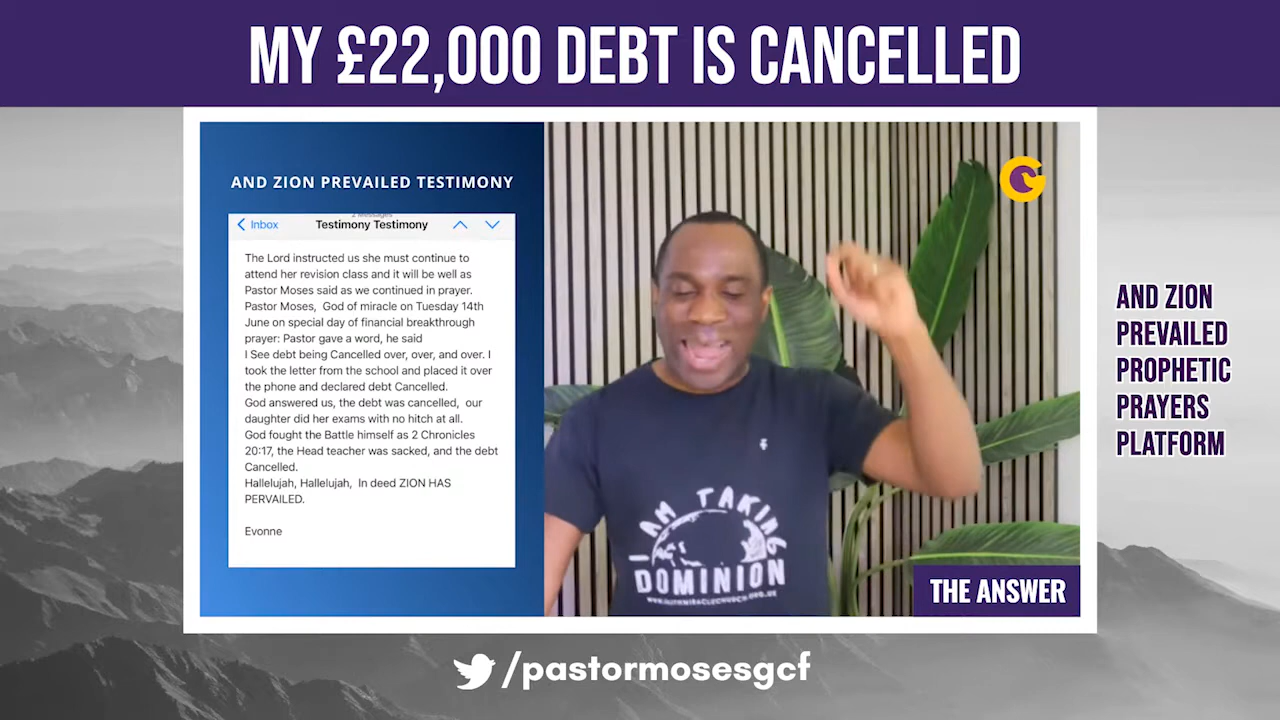 MY £22,000 DEBT IS CANCELLED
AND ZION PREVAILED TESTIMONY
2 Messages
Inbox
Testimony Testimony
The Lord instructed us she must continue to
attend her revision class and it will be well as
Pastor Moses said as we continued in prayer.
Pastor Moses, God of miracle on Tuesday 14th
June on special day of financial breakthrough
prayer: Pastor gave a word, he said
I See debt being Cancelled over, over, and over. I
took the letter from the school and placed it over
the phone and declared debt Cancelled.
God answered us, the debt was cancelled, our
daughter did her exams with no hitch at all.
God fought the Battle himself as 2 Chronicles
20:17, the Head teacher was sacked, and the debt
Cancelled.
Hallelujah, Hallelujah, In deed ZION HAS
PERVAILED.
Evonne
I AM TAKING
DOMINION
THE ANSWER
AND ZION
PREVAILED
PROPHETIC
PRAYERS
PLATFORM
/pastormosesgcf